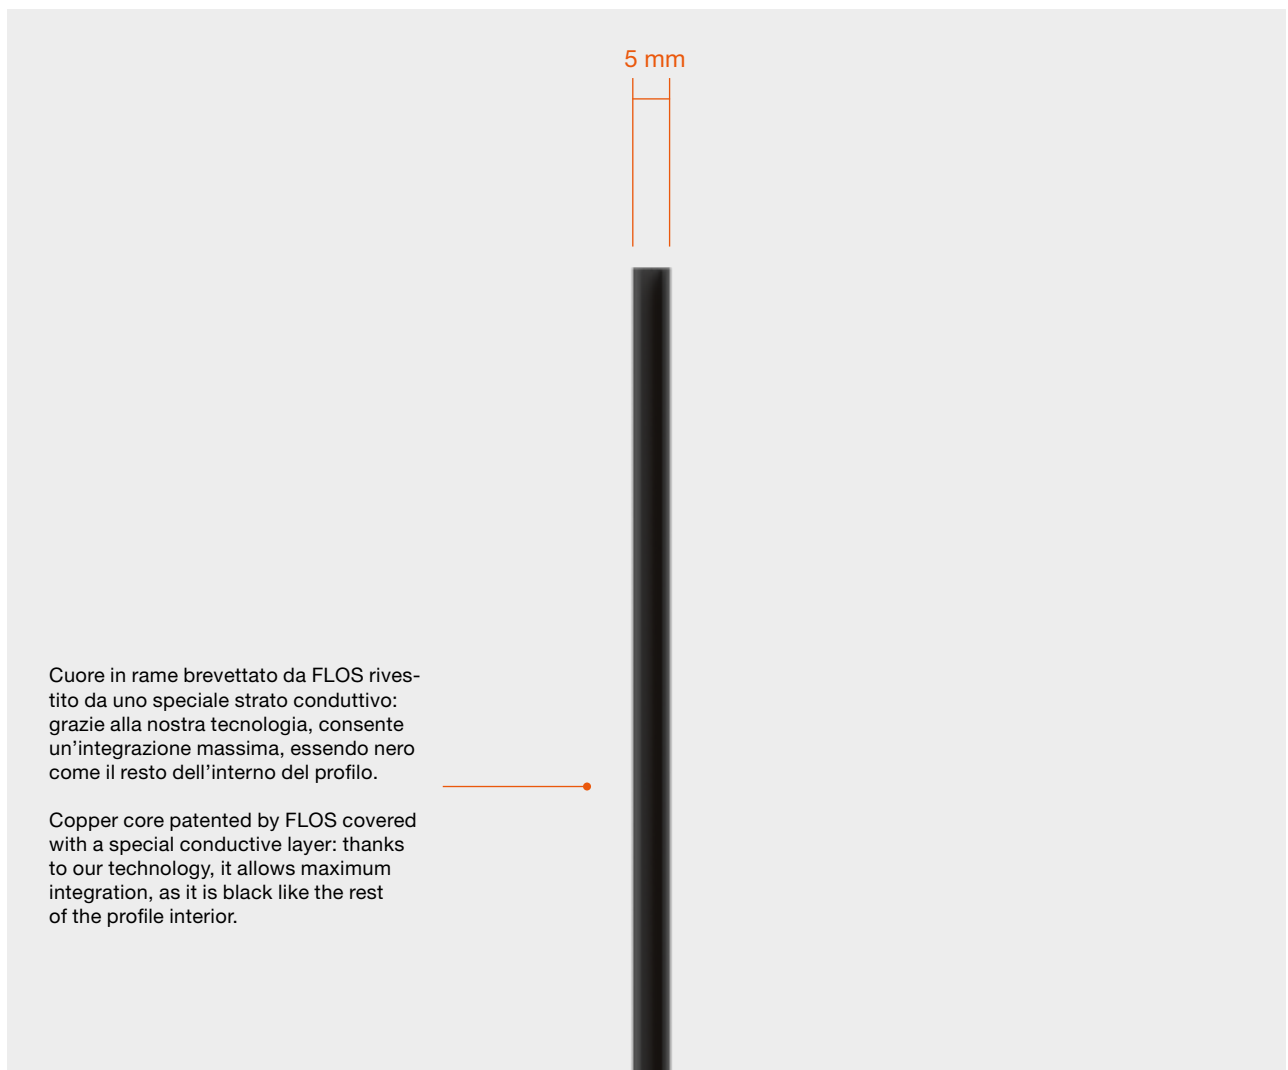 5 mm
Cuore in rame brevettato da FLOS rives-
tito da uno speciale strato conduttivo:
grazie alla nostra tecnologia, consente
un’integrazione massima, essendo nero
come il resto dell’interno del profilo.
Copper core patented by FLOS covered
with a special conductive layer: thanks
to our technology, it allows maximum
integration, as it is black like the rest
of the profile interior.